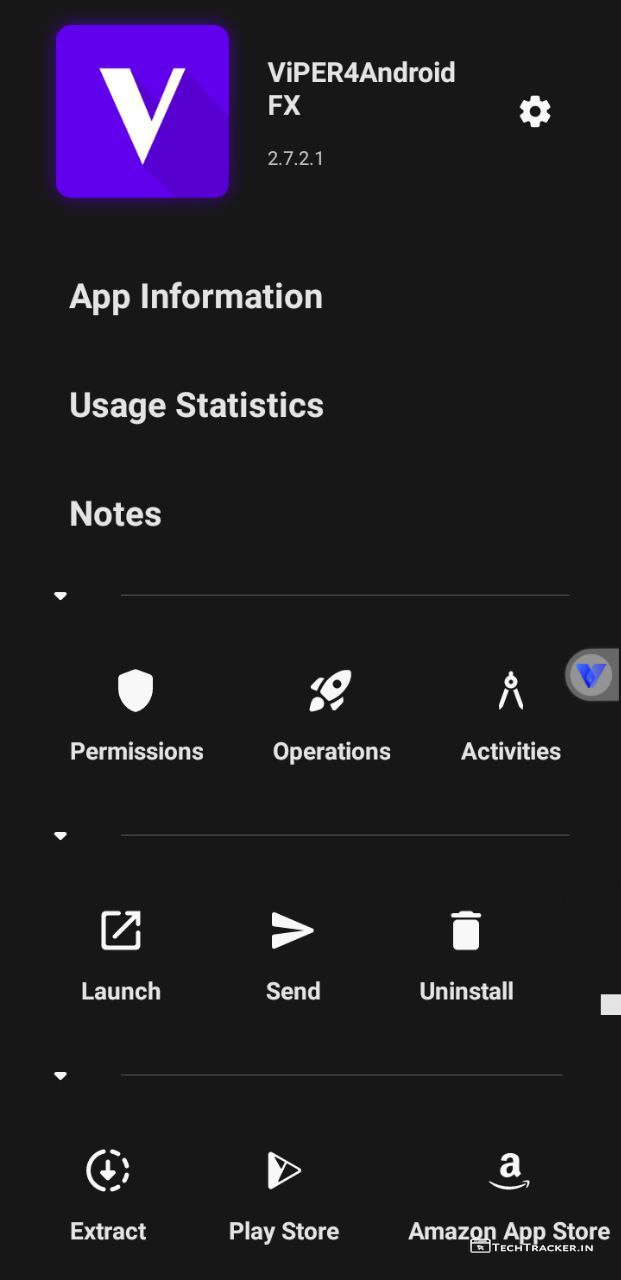 ViPER4Android
FX
2.7.2.1
App Information
Usage Statistics
Notes
Permissions
Operations
Activities
Launch
Send
Uninstall
Extract
Play Store
Amazon App Store
TECHTRACKER.IN